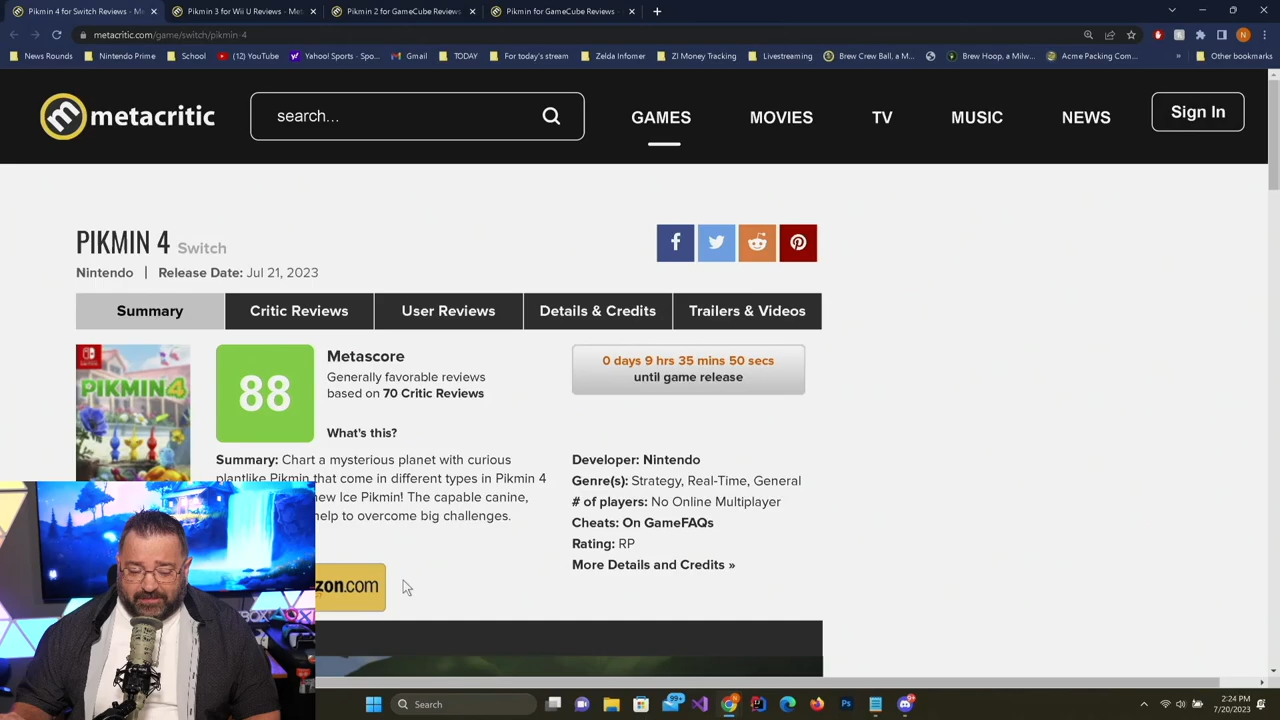 Pikmin 4 for Switch Reviews - Me
Pikmin 3 for Wii U Reviews - Met
Pikmin 2 for GameCube Reviews
Pikmin for GameCube Reviews -
metacritic.com/game/switch/pikmin-4
N
News Rounds
Nintendo Prime
School
(12) YouTube
Yahoo! Sports - Spo...
Gmail
TODAY
For today's stream
Zelda Infomer
ZI Money Tracking
Livestreaming
Brew Crew Ball, a M...
Brew Hoop, a Milw...
Acme Packing Com...
»
Other bookmarks
metacritic
search...
GAMES
MOVIES
TV
MUSIC
NEWS
Sign In
PIKMIN 4 Switch
Nintendo | Release Date: Jul 21, 2023
Summary
Critic Reviews
User Reviews
Details & Credits
Trailers & Videos
PIKMIN 4
88
Metascore
Generally favorable reviews
based on 70 Critic Reviews
What's this?
0 days 9 hrs 35 mins 50 secs
until game release
Summary: Chart a mysterious planet with curious
plantlike Pikmin that come in different types in Pikmin 4
new Ice Pikmin! The capable canine,
help to overcome big challenges.
Developer: Nintendo
Genre(s): Strategy, Real-Time, General
# of players: No Online Multiplayer
Cheats: On GameFAQs
Rating: RP
More Details and Credits »
zon.com
XBOX
Search
99+
2:24 PM
7/20/2023